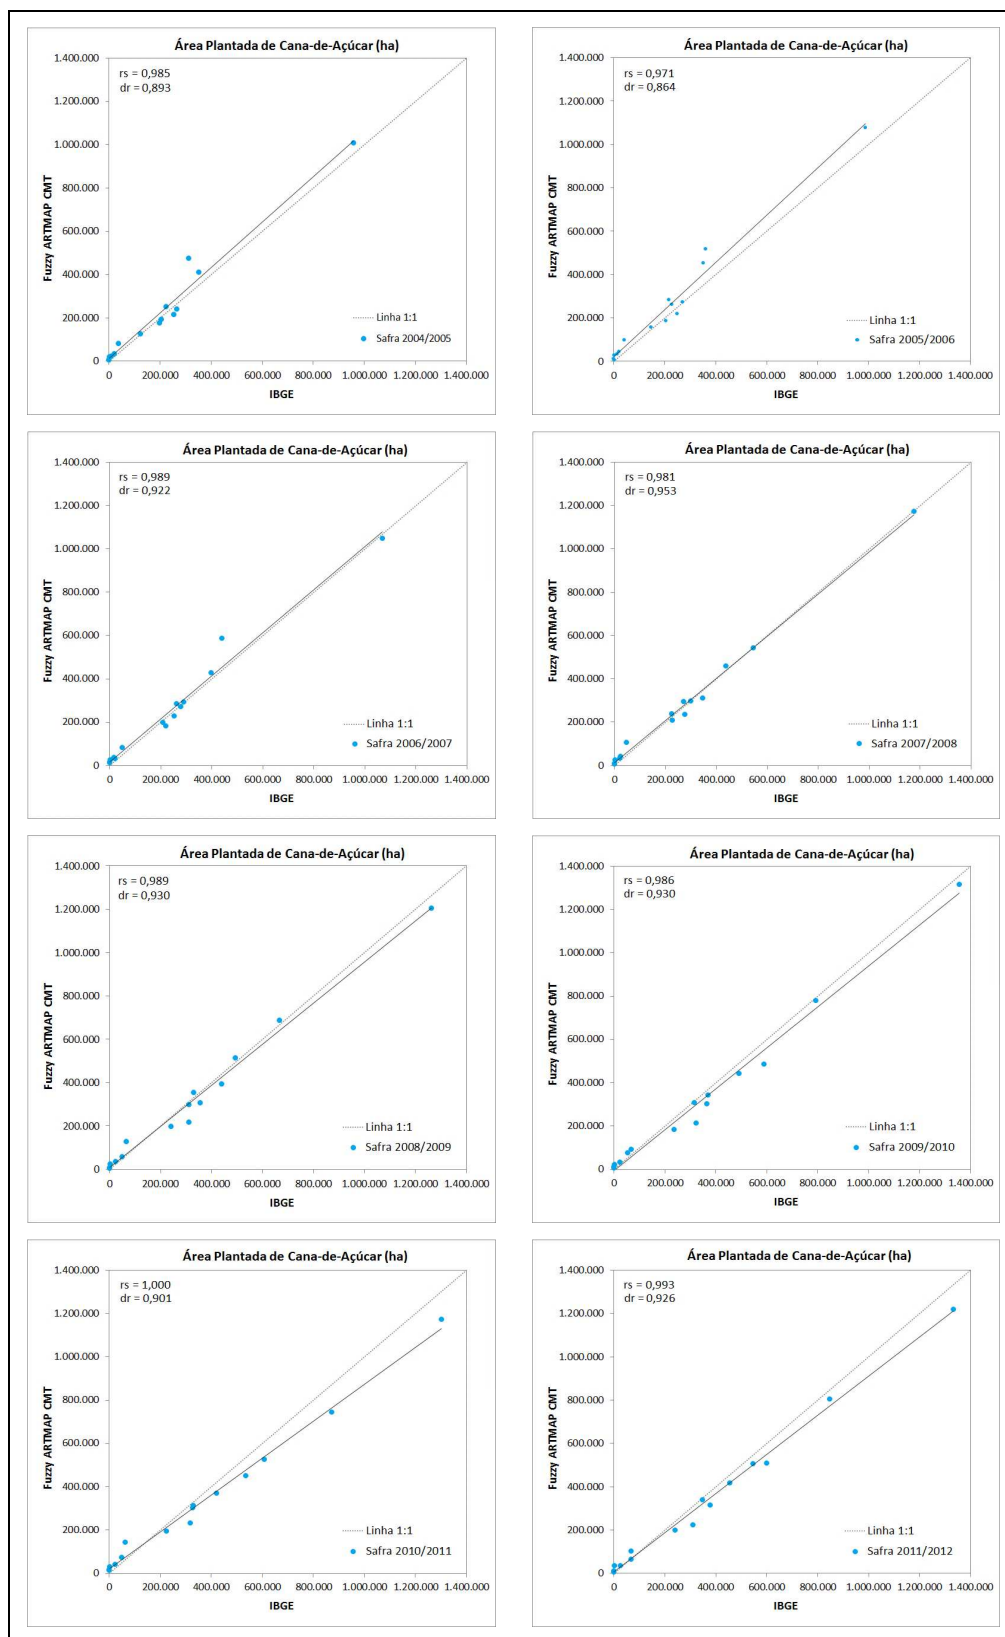 Área Plantada de Cana-de-Açúcar (ha)
rs = 0,985
dr = 0,893
1.400.000
1.200.000
1.000.000
800.000
600.000
400.000
200.000
0
Fuzzy ARTMAP CMT
Linha 1:1
Safra 2004/2005
0 200.000 400.000 600.000 800.000 1.000.000 1.200.000 1.400.000
IBGE
Área Plantada de Cana-de-Açúcar (ha)
rs = 0,971
dr = 0,864
1.400.000
1.200.000
1.000.000
800.000
600.000
400.000
200.000
0
Fuzzy ARTMAP CMT
Linha 1:1
Safra 2005/2006
0 200.000 400.000 600.000 800.000 1.000.000 1.200.000 1.400.000
IBGE
Área Plantada de Cana-de-Açúcar (ha)
rs = 0,989
dr = 0,922
1.400.000
1.200.000
1.000.000
800.000
600.000
400.000
200.000
0
Fuzzy ARTMAP CMT
Linha 1:1
Safra 2006/2007
0 200.000 400.000 600.000 800.000 1.000.000 1.200.000 1.400.000
IBGE
Área Plantada de Cana-de-Açúcar (ha)
rs = 0,981
dr = 0,953
1.400.000
1.200.000
1.000.000
800.000
600.000
400.000
200.000
0
Fuzzy ARTMAP CMT
Linha 1:1
Safra 2007/2008
0 200.000 400.000 600.000 800.000 1.000.000 1.200.000 1.400.000
IBGE
Área Plantada de Cana-de-Açúcar (ha)
rs = 0,989
dr = 0,930
1.400.000
1.200.000
1.000.000
800.000
600.000
400.000
200.000
0
Fuzzy ARTMAP CMT
Linha 1:1
Safra 2008/2009
0 200.000 400.000 600.000 800.000 1.000.000 1.200.000 1.400.000
IBGE
Área Plantada de Cana-de-Açúcar (ha)
rs = 0,986
dr = 0,930
1.400.000
1.200.000
1.000.000
800.000
600.000
400.000
200.000
0
Fuzzy ARTMAP CMT
Linha 1:1
Safra 2009/2010
0 200.000 400.000 600.000 800.000 1.000.000 1.200.000 1.400.000
IBGE
Área Plantada de Cana-de-Açúcar (ha)
rs = 1,000
dr = 0,901
1.400.000
1.200.000
1.000.000
800.000
600.000
400.000
200.000
0
Fuzzy ARTMAP CMT
Linha 1:1
Safra 2010/2011
0 200.000 400.000 600.000 800.000 1.000.000 1.200.000 1.400.000
IBGE
Área Plantada de Cana-de-Açúcar (ha)
rs = 0,993
dr = 0,926
1.400.000
1.200.000
1.000.000
800.000
600.000
400.000
200.000
0
Fuzzy ARTMAP CMT
Linha 1:1
Safra 2011/2012
0 200.000 400.000 600.000 800.000 1.000.000 1.200.000 1.400.000
IBGE